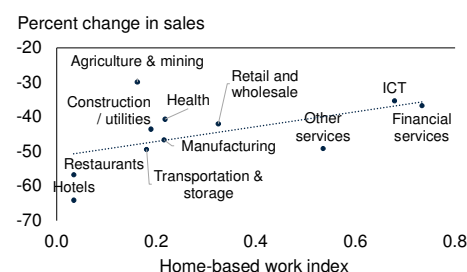 Percent change in sales
-20
-30
-40
-50
-60
-70
Agriculture & mining
Retail and
wholesale
ICT
Construction
/ utilities
Health
Other
services
Financial
services
Manufacturing
Restaurants
Transportation &
storage
Hotels
0.0
0.2
0.4
0.6
0.8
Home-based work index